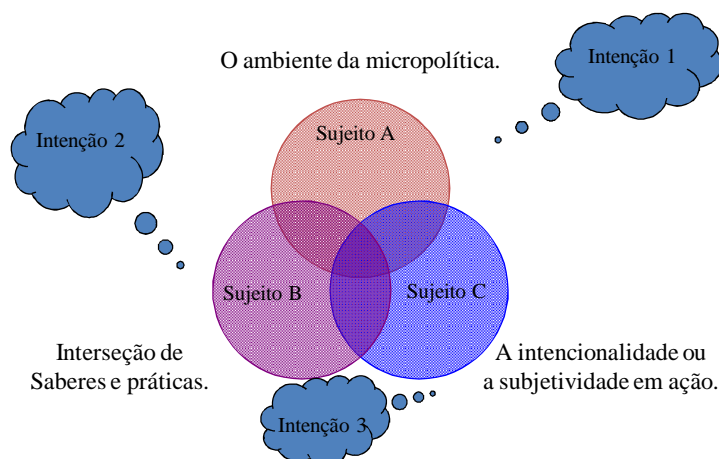 Intenção 1
O ambiente da micropolítica.
Sujeito A
Intenção 2
Sujeito B
Sujeito C
Interseção de
Saberes e práticas.
A intencionalidade ou
a subjetividade em ação.
Intenção 3